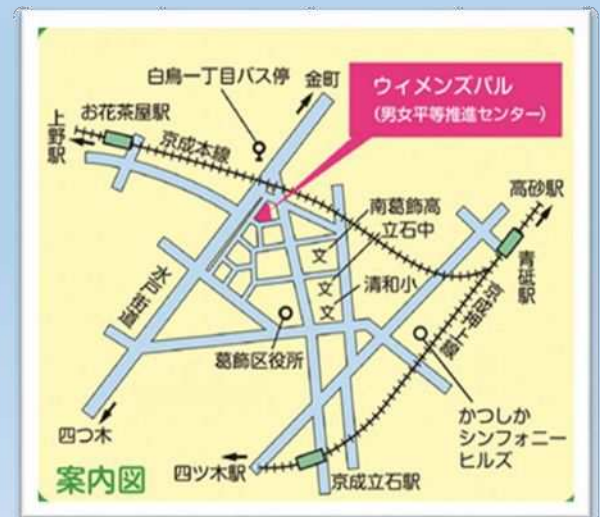 白鳥一丁目バス停
金町
ウィメンズパル
(男女平等推進センター)
お花茶屋駅
上野駅
京成本線
高砂駅
南葛飾高
立石中
文
青砥駅
文
清和小
文
水戸街道
京成押上線
葛飾区役所
かつしか
シンフォニー
ヒルズ
四つ木
四ツ木駅
京成立石駅
案内図